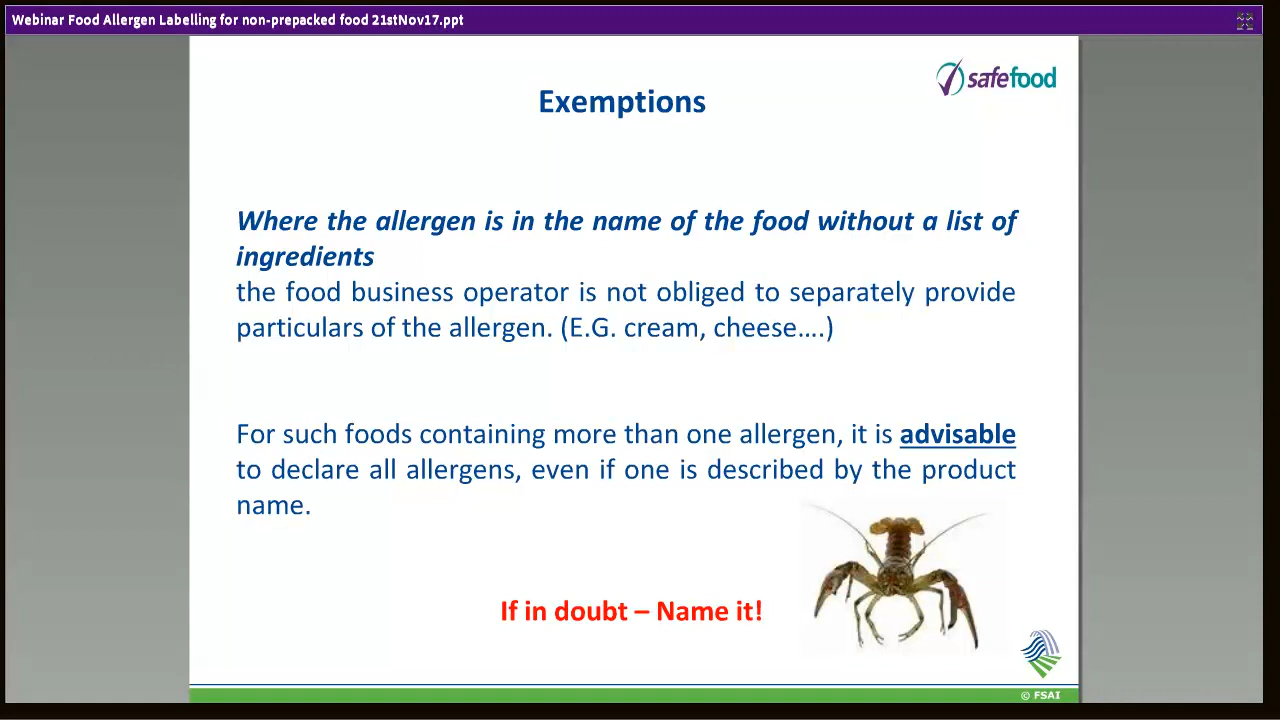 Webinar Food Allergen Labelling for non-prepacked food 21stNov17.ppt
safefood
Exemptions
Where the allergen is in the name of the food without a list of
ingredients
the food business operator is not obliged to separately provide
particulars of the allergen. (E.G. cream, cheese….)
For such foods containing more than one allergen, it is advisable
to declare all allergens, even if one is described by the product
name.
If in doubt – Name it!
© FSAI